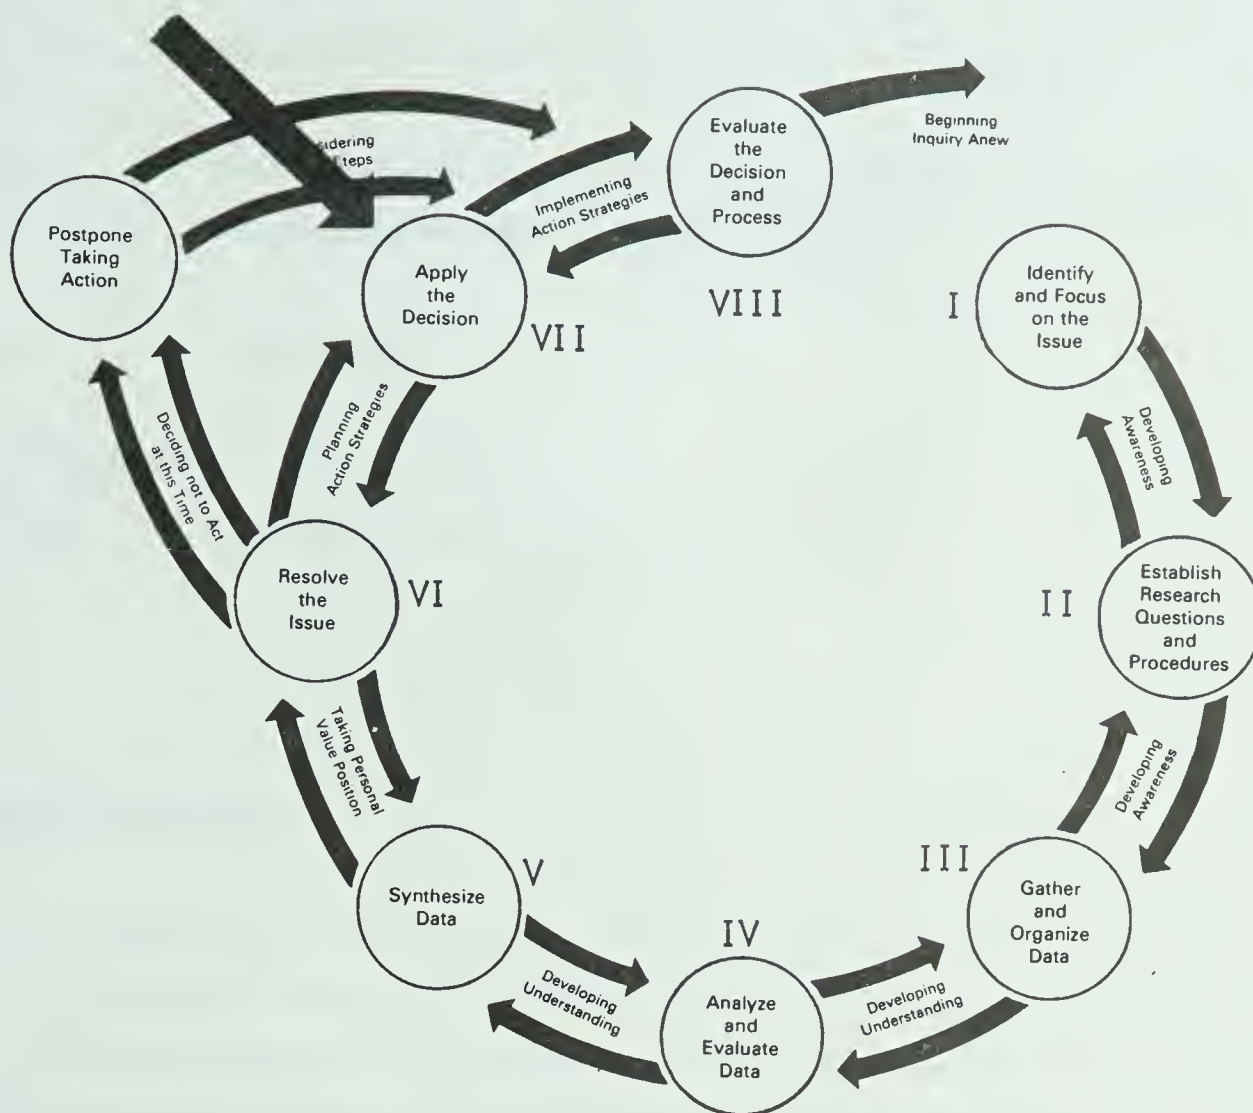 Beginning
Inquiry Anew
Evaluate
the
Decision
and
Process
VIII
Implementing
Action Strategies
Postpone
Taking
Action
Apply
the
Decision
VII
I
Identify
and Focus
on the
Issue
Developing
Awareness
II
Establish
Research
Questions
and
Procedures
Developing
Awareness
III
Gather
and
Organize
Data
Developing
Understanding
IV
Analyze
and
Evaluate
Data
Developing
Understanding
V
Synthesize
Data
Taking Personal
Value Position
VI
Resolve
the
Issue
Planning
Action Strategies
Deciding not to Act
at this Time